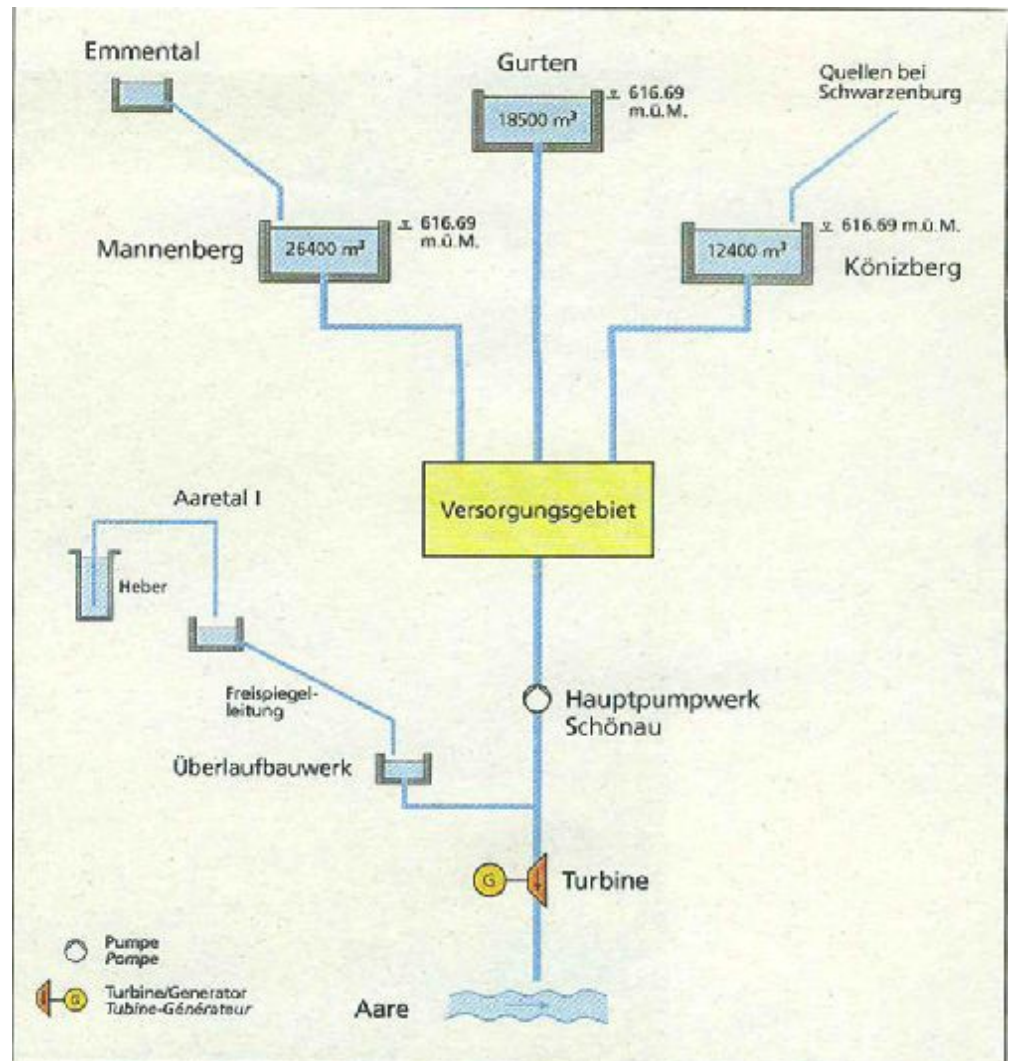 Emmental
Gurten
616.69
m.ü.M.
18500 m³
Quellen bei
Schwarzenburg
Mannenberg
26400 m³
616.69
m.ü.M.
12400 m³
616.69 m.ü.M.
Könizberg
Versorgungsgebiet
Aaretal I
Heber
Freispiegel-
leitung
Überlaufbauwerk
Hauptpumpwerk
Schönau
G
Turbine
Pumpe
Pompe
G
Turbine/Generator
Tubine-Générateur
Aare